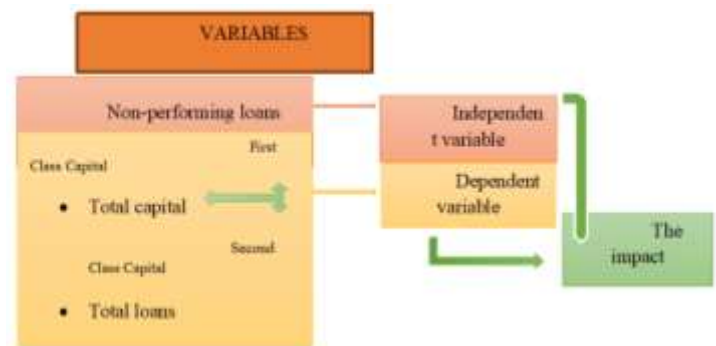 VARIABLES
Non-performing loans
First
Class Capital
• Total capital
Second
Class Capital
• Total loans
Independen
t variable
Dependent
variable
The
impact